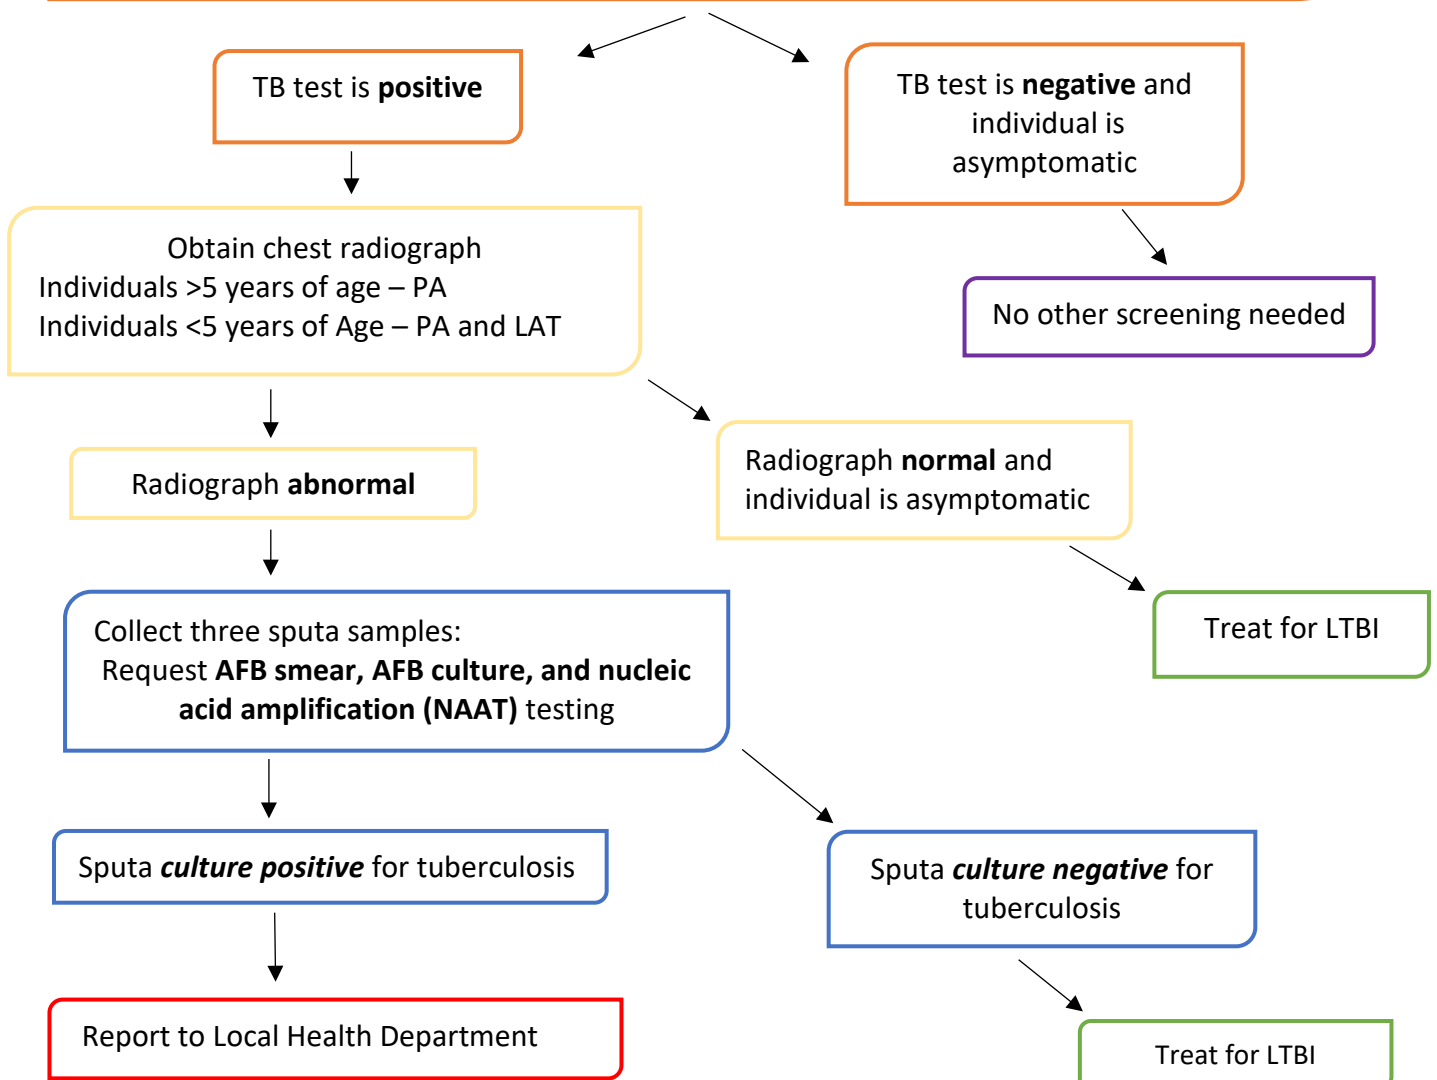 TB test is positive
TB test is negative and
individual is
asymptomatic
Obtain chest radiograph
Individuals >5 years of age – PA
Individuals <5 years of Age – PA and LAT
No other screening needed
Radiograph abnormal
Radiograph normal and
individual is asymptomatic
Treat for LTBI
Collect three sputa samples:
Request AFB smear, AFB culture, and nucleic
acid amplification (NAAT) testing
Sputa culture positive for tuberculosis
Sputa culture negative for
tuberculosis
Report to Local Health Department
Treat for LTBI